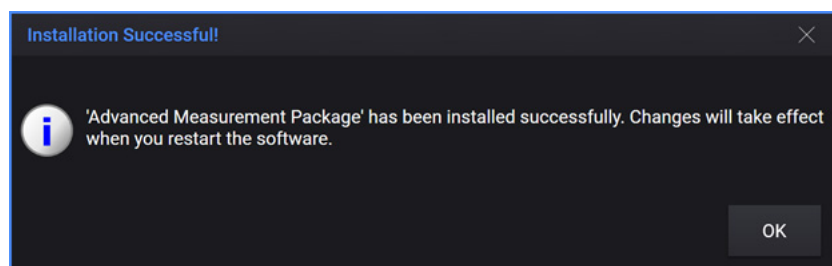 Installation Successful!
'Advanced Measurement Package' has been installed successfully. Changes will take effect
when you restart the software.
OK